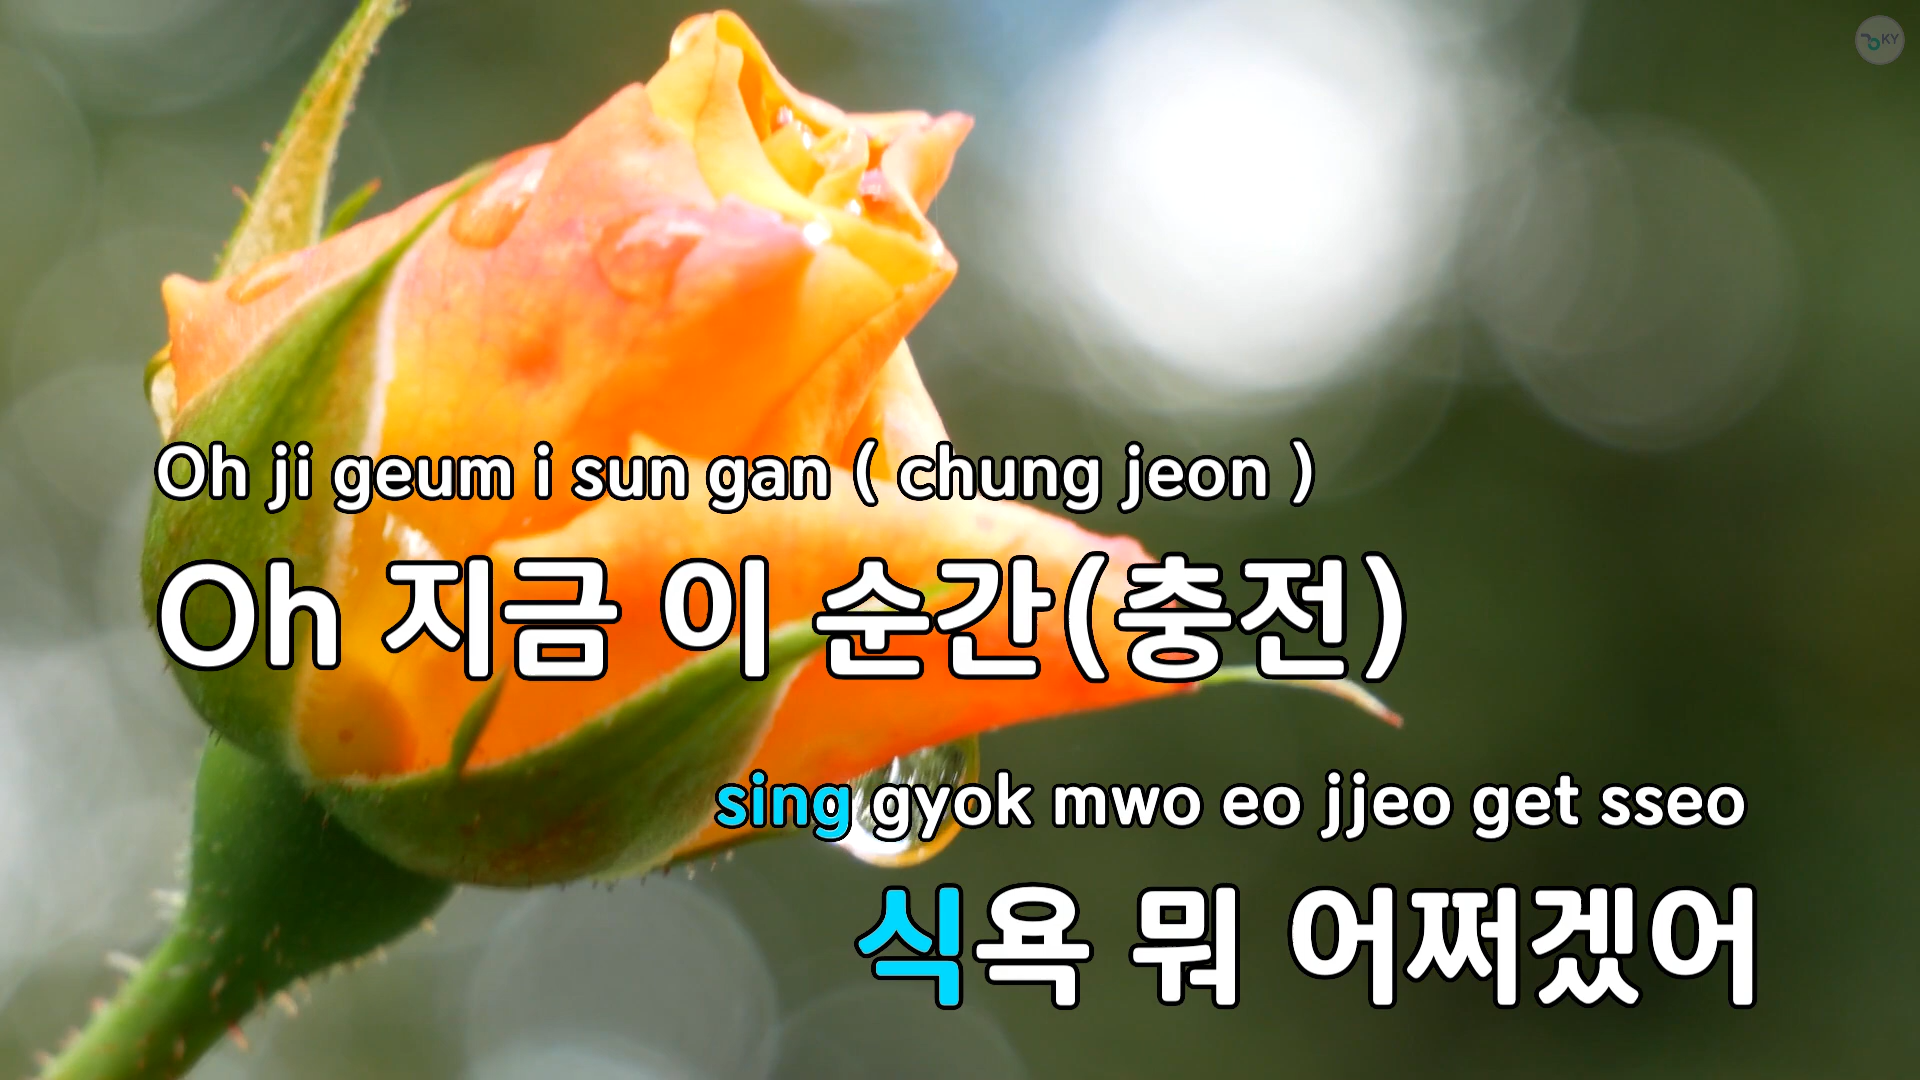 KY
Oh ji geum i sun gan ( chung jeon )
Oh 지금 이 순간(충전)
sing gyok mwo eo jjeo get sseo
식욕 뭐 어쩌겠어